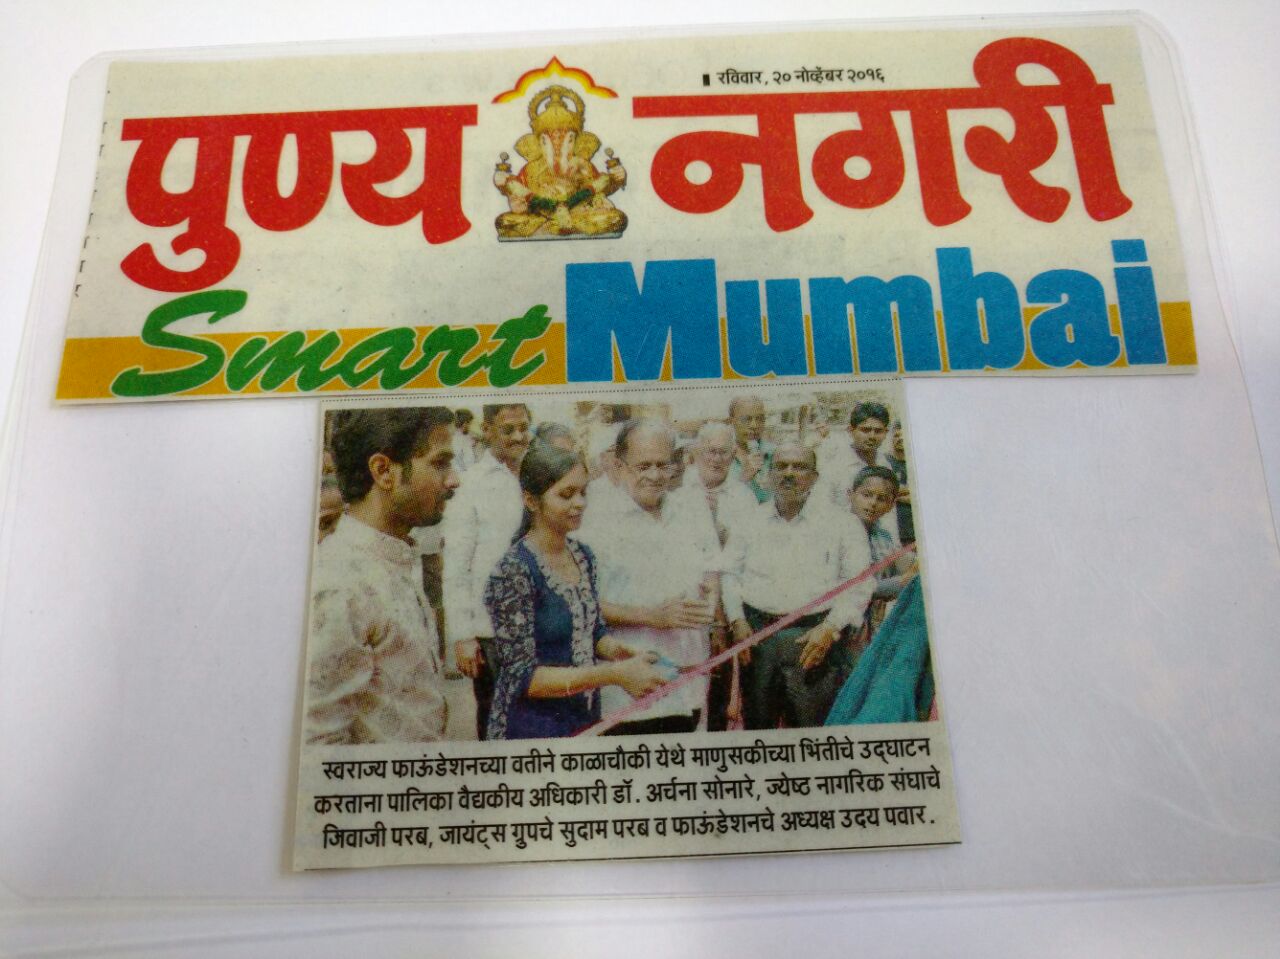 रविवार, २० नोव्हेंबर २०१६
पुण्य नगरी
Smart Mumbai
स्वराज्य फाऊंडेशनच्या वतीने काळाचौकी येथे माणुसकीच्या भिंतीचे उद्घाटन
करताना पालिका वैद्यकीय अधिकारी डॉ. अर्चना सोनारे, ज्येष्ठ नागरिक संघाचे
जिवाजी परब, जायंट्स ग्रुपचे सुदाम परब व फाऊंडेशनचे अध्यक्ष उदय पवार.